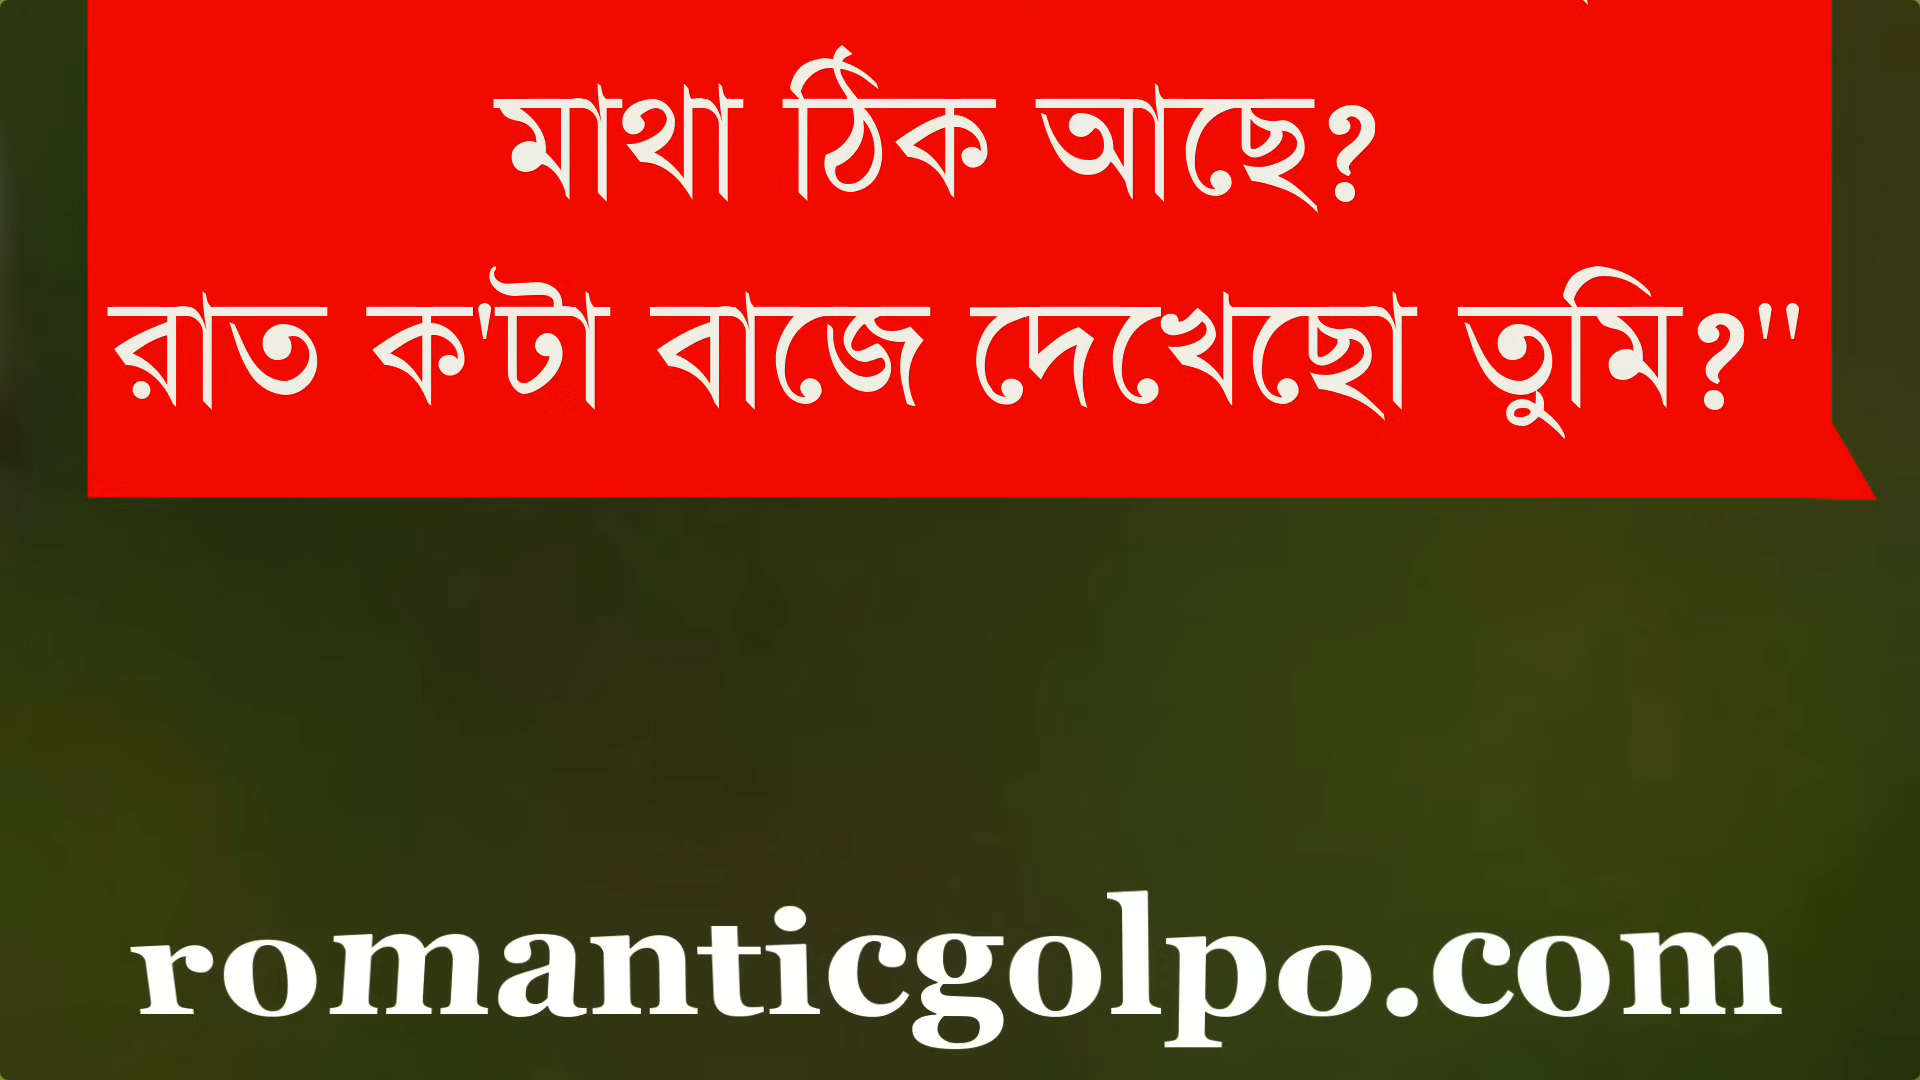 মাথা ঠিক আছে?
রাত ক'টা বাজে দেখেছো তুমি?"
romanticgolpo.com